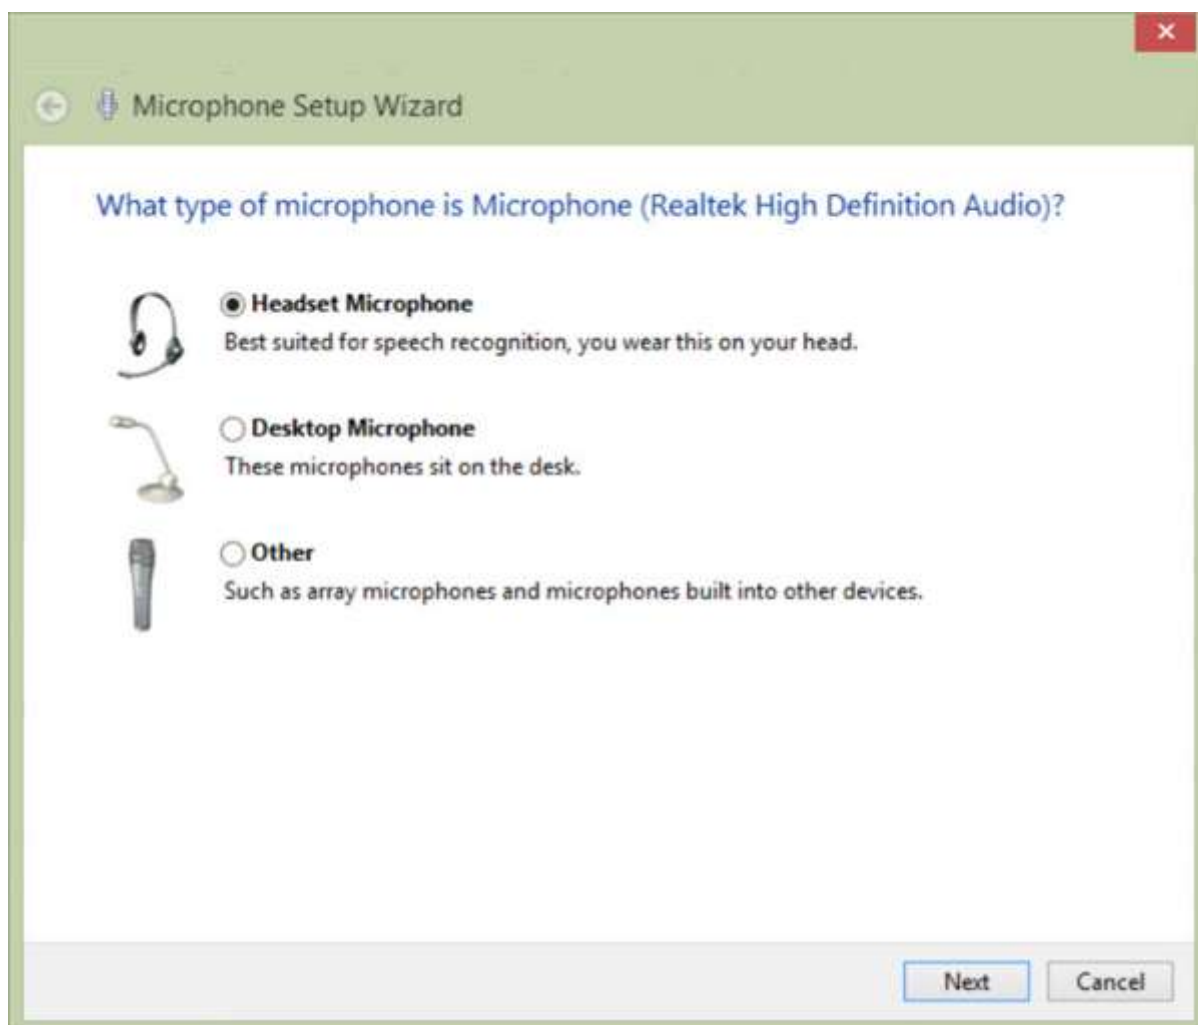 Microphone Setup Wizard
What type of microphone is Microphone (Realtek High Definition Audio)?
Headset Microphone
Best suited for speech recognition, you wear this on your head.
Desktop Microphone
These microphones sit on the desk.
Other
Such as array microphones and microphones built into other devices.
Next Cancel